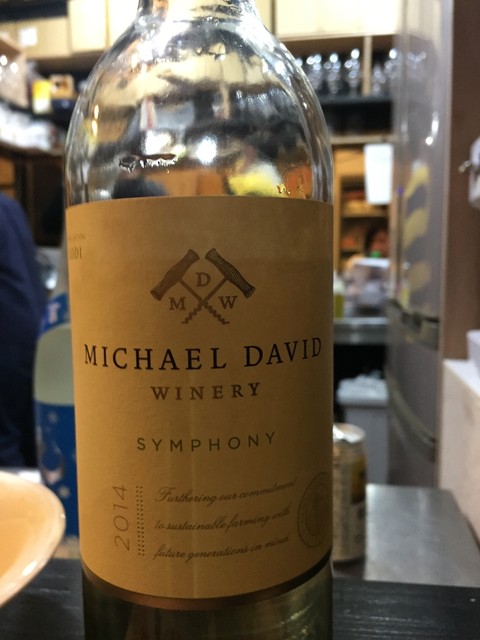 D
M W
MICHAEL DAVID
WINERY
SYMPHONY
2014
Furthering our commitment
to sustainable farming with
future generations in mind.